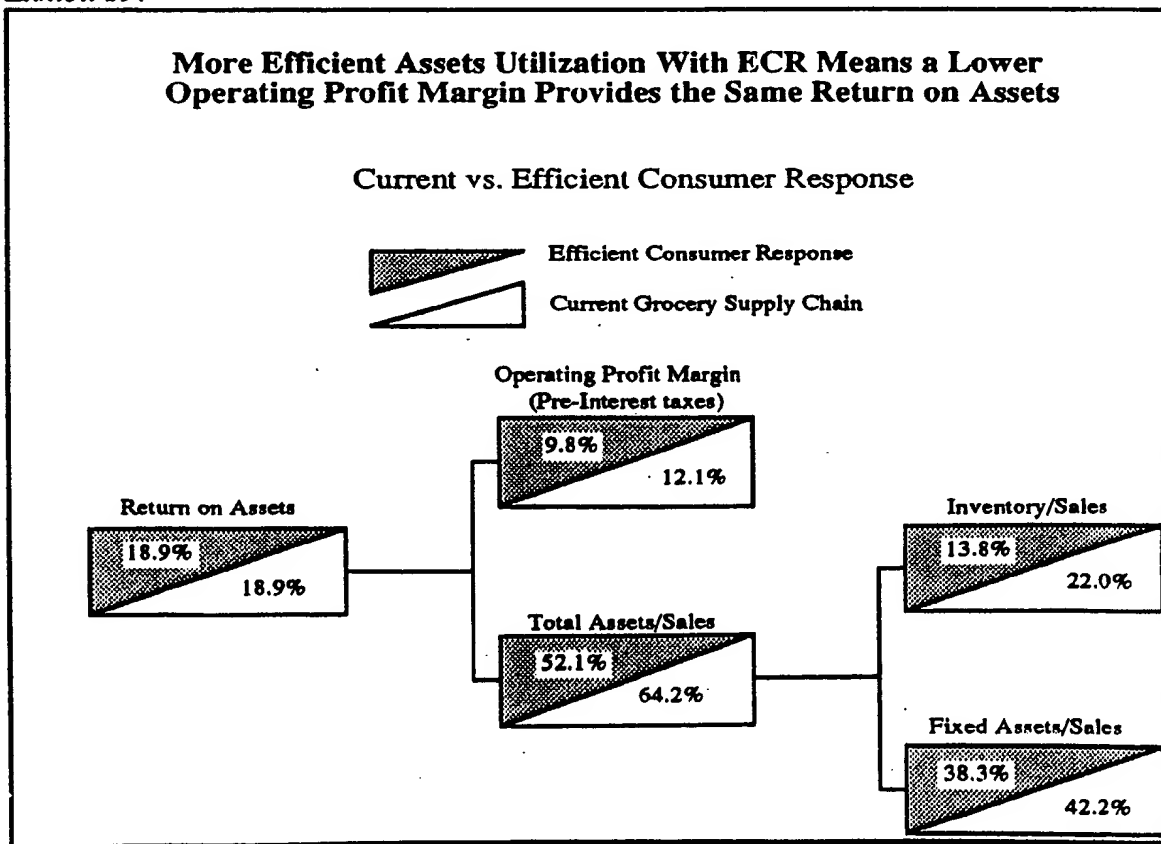 More Efficient Assets Utilization With ECR Means a Lower
Operating Profit Margin Provides the Same Return on Assets
Current vs. Efficient Consumer Response
Efficient Consumer Response
Current Grocery Supply Chain
Operating Profit Margin
(Pre-Interest taxes)
9.8%
12.1%
Return on Assets
18.9%
18.9%
Total Assets/Sales
52.1%
64.2%
Inventory/Sales
13.8%
22.0%
Fixed Assets/Sales
38.3%
42.2%